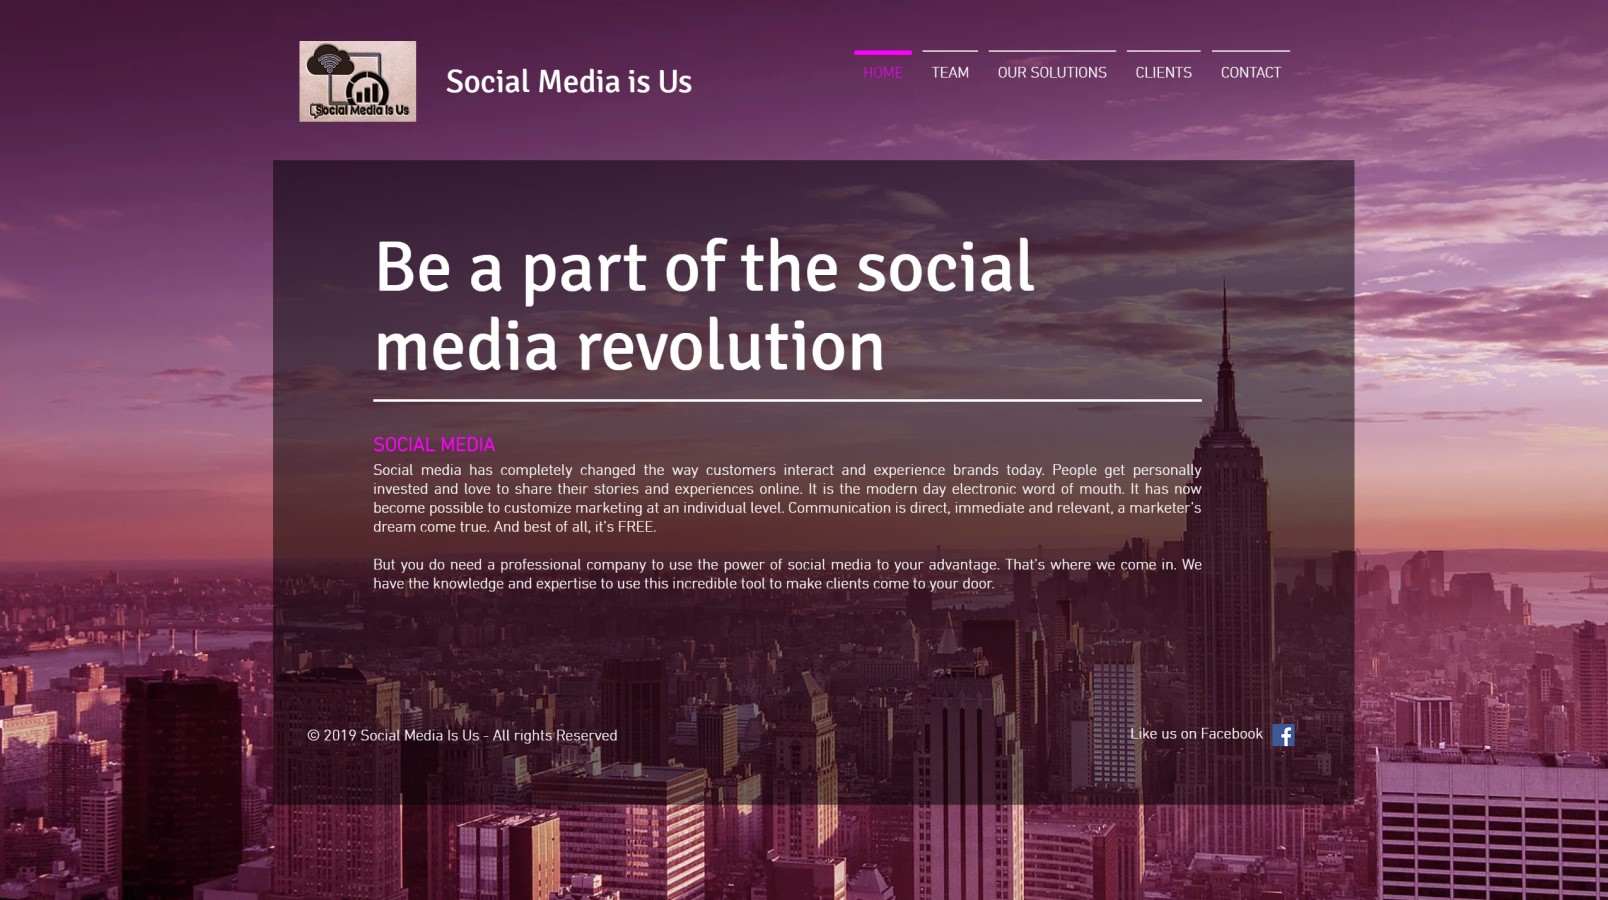 Social Media Is Us
Social Media is Us
HOME
TEAM
OUR SOLUTIONS
CLIENTS
CONTACT
Be a part of the social
media revolution
SOCIAL MEDIA
Social media has completely changed the way customers interact and experience brands today. People get personally
invested and love to share their stories and experiences online. It is the modern day electronic word of mouth. It has now
become possible to customize marketing at an individual level. Communication is direct, immediate and relevant, a marketer's
dream come true. And best of all, it's FREE.
But you do need a professional company to use the power of social media to your advantage. That's where we come in. We
have the knowledge and expertise to use this incredible tool to make clients come to your door.
© 2019 Social Media Is Us - All rights Reserved
Like us on Facebook